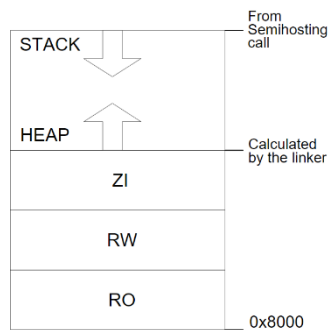 From
Semihosting
call
STACK
HEAP
Calculated
by the linker
ZI
RW
RO
0x8000